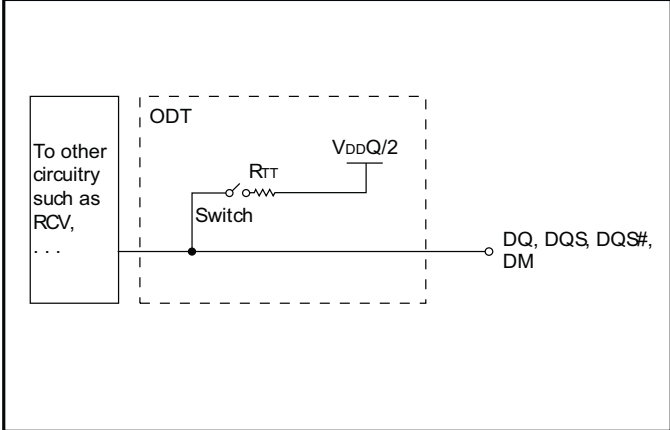 ODT
To other
circuitry
such as
RCV,
. . .
VDDQ/2
RTT
Switch
DQ, DQS, DQS#,
DM